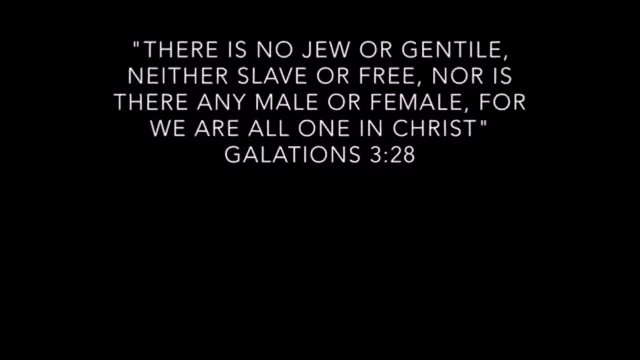 "THERE IS NO JEW OR GENTILE,
NEITHER SLAVE OR FREE, NOR IS
THERE ANY MALE OR FEMALE, FOR
WE ARE ALL ONE IN CHRIST"
GALATIONS 3:28